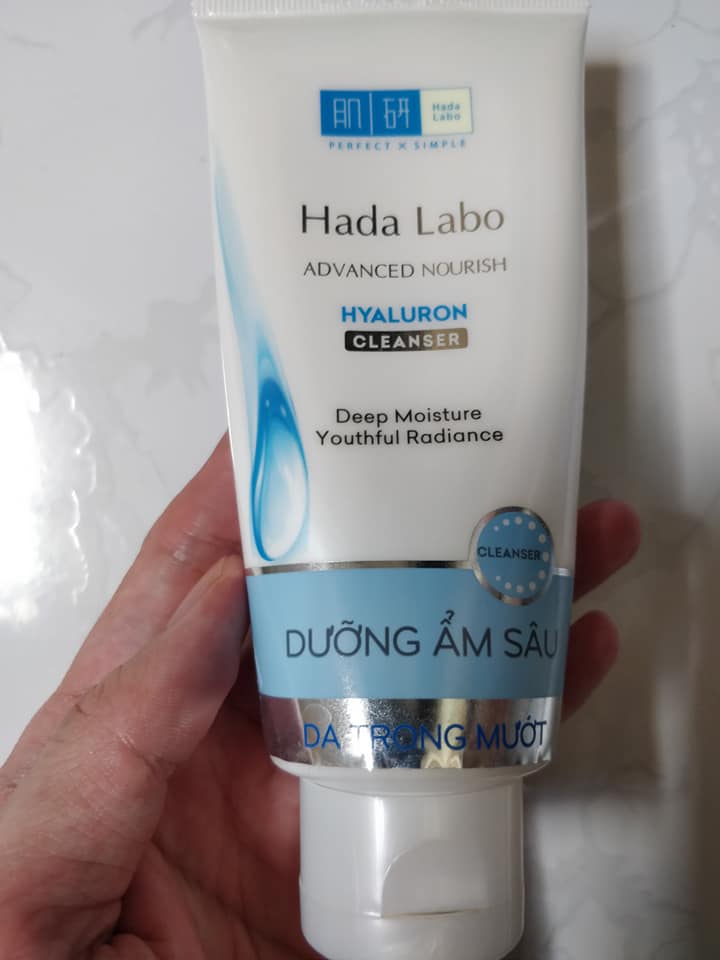 肌研 Hada
Labo
PERFECT × SIMPLE
Hada Labo
ADVANCED NOURISH
HYALURON
CLEANSER
Deep Moisture
Youthful Radiance
CLEANSER
DƯỠNG ẨM SÂU
DA TRONG MƯỚT